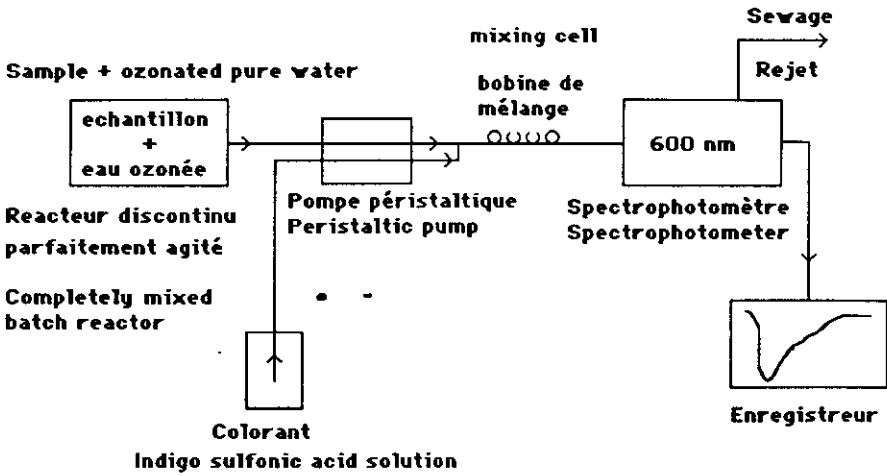 Sewage
mixing cell
Sample + ozonated pure water
Rejet
bobine de
mélange
echantillon
+
eau ozonée
600 nm
Reacteur discontinu
parfaitement agité
Pompe péristaltique
Peristaltic pump
Spectrophotomètre
Spectrophotometer
Completely mixed
batch reactor
Enregistreur
Colorant
Indigo sulfonic acid solution